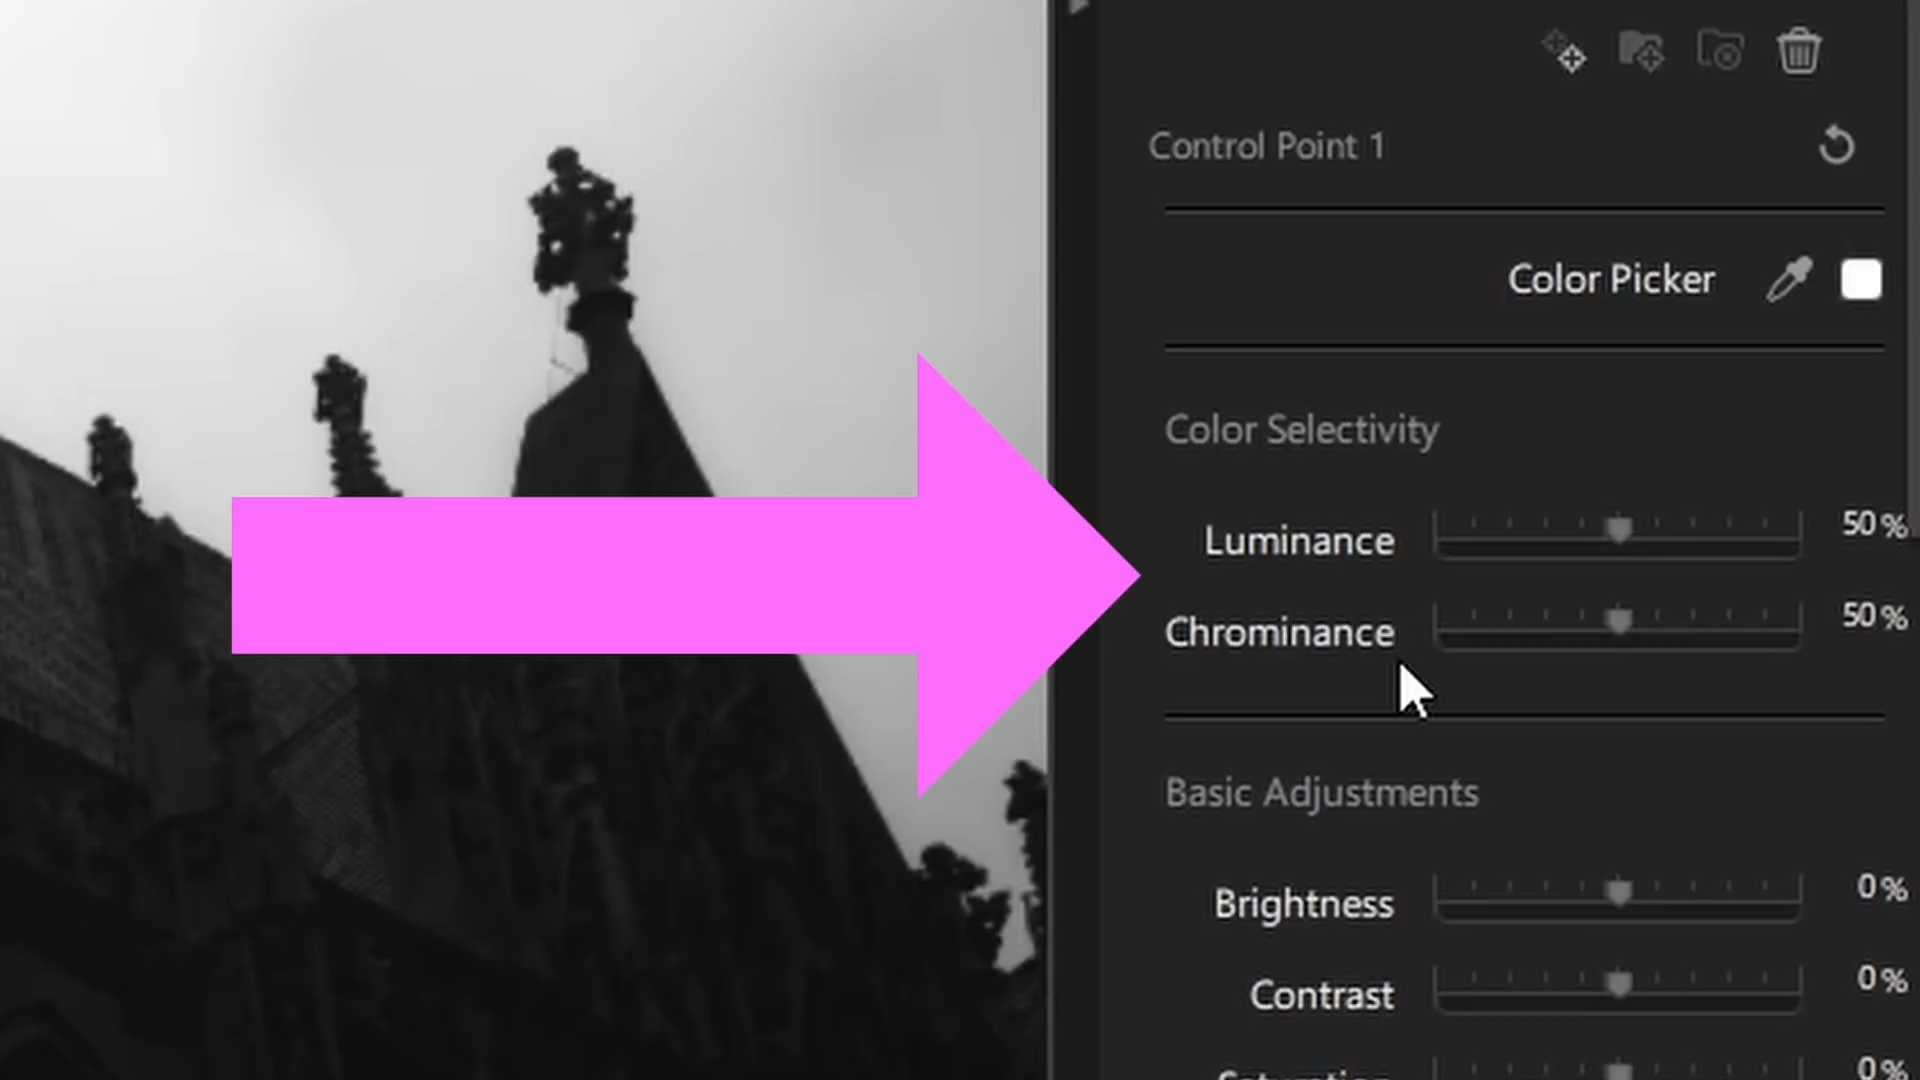 Control Point 1
Color Picker
Color Selectivity
Luminance 50%
Chrominance 50%
Basic Adjustments
Brightness 0%
Contrast 0%
0%